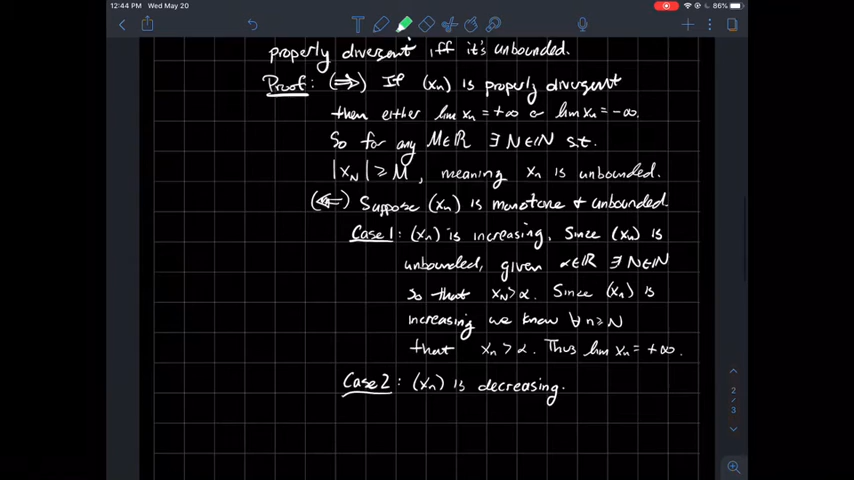 12:44 PM Wed May 20
86%
properly divergent iff it's unbounded.
Proof: (⇒) If (xn) is properly divergent
then either lim xn = +∞ or lim xn = -∞.
So for any M∈ℝ ∃ N∈ℕ s.t.
|xN| ≥ M, meaning xn is unbounded.
(⇐) Suppose (xn) is monotone & unbounded.
Case 1: (xn) is increasing. Since (xn) is
unbounded, given α∈ℝ ∃ N∈ℕ
so that xN > α. Since (xn) is
increasing we know ∀ n ≥ N
that xn > α. Thus lim xn = +∞.
Case 2: (xn) is decreasing.
2
/
3